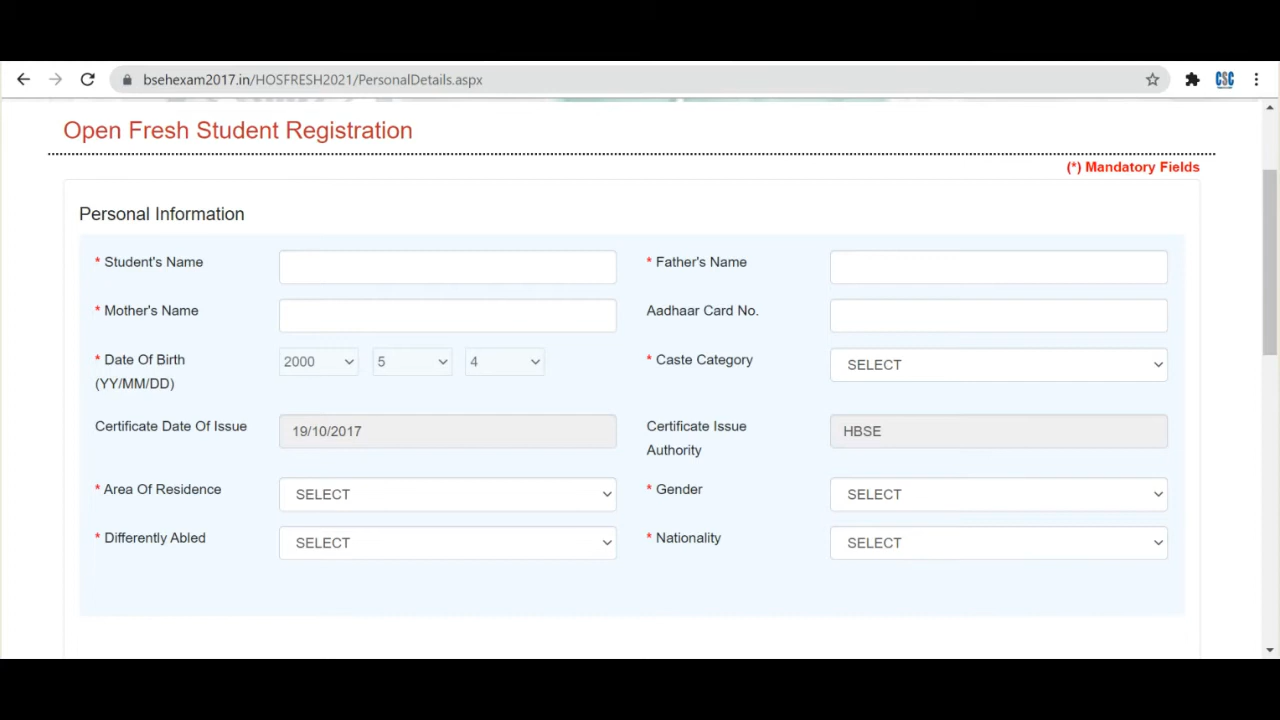 bsehexam2017.in/HOSFRESH2021/PersonalDetails.aspx
CSC
Open Fresh Student Registration
(*) Mandatory Fields
Personal Information
* Student's Name
* Father's Name
* Mother's Name
Aadhaar Card No.
* Date Of Birth
(YY/MM/DD)
2000 5 4
* Caste Category
SELECT
Certificate Date Of Issue
19/10/2017
Certificate Issue
Authority
HBSE
* Area Of Residence
SELECT
* Gender
SELECT
* Differently Abled
SELECT
* Nationality
SELECT